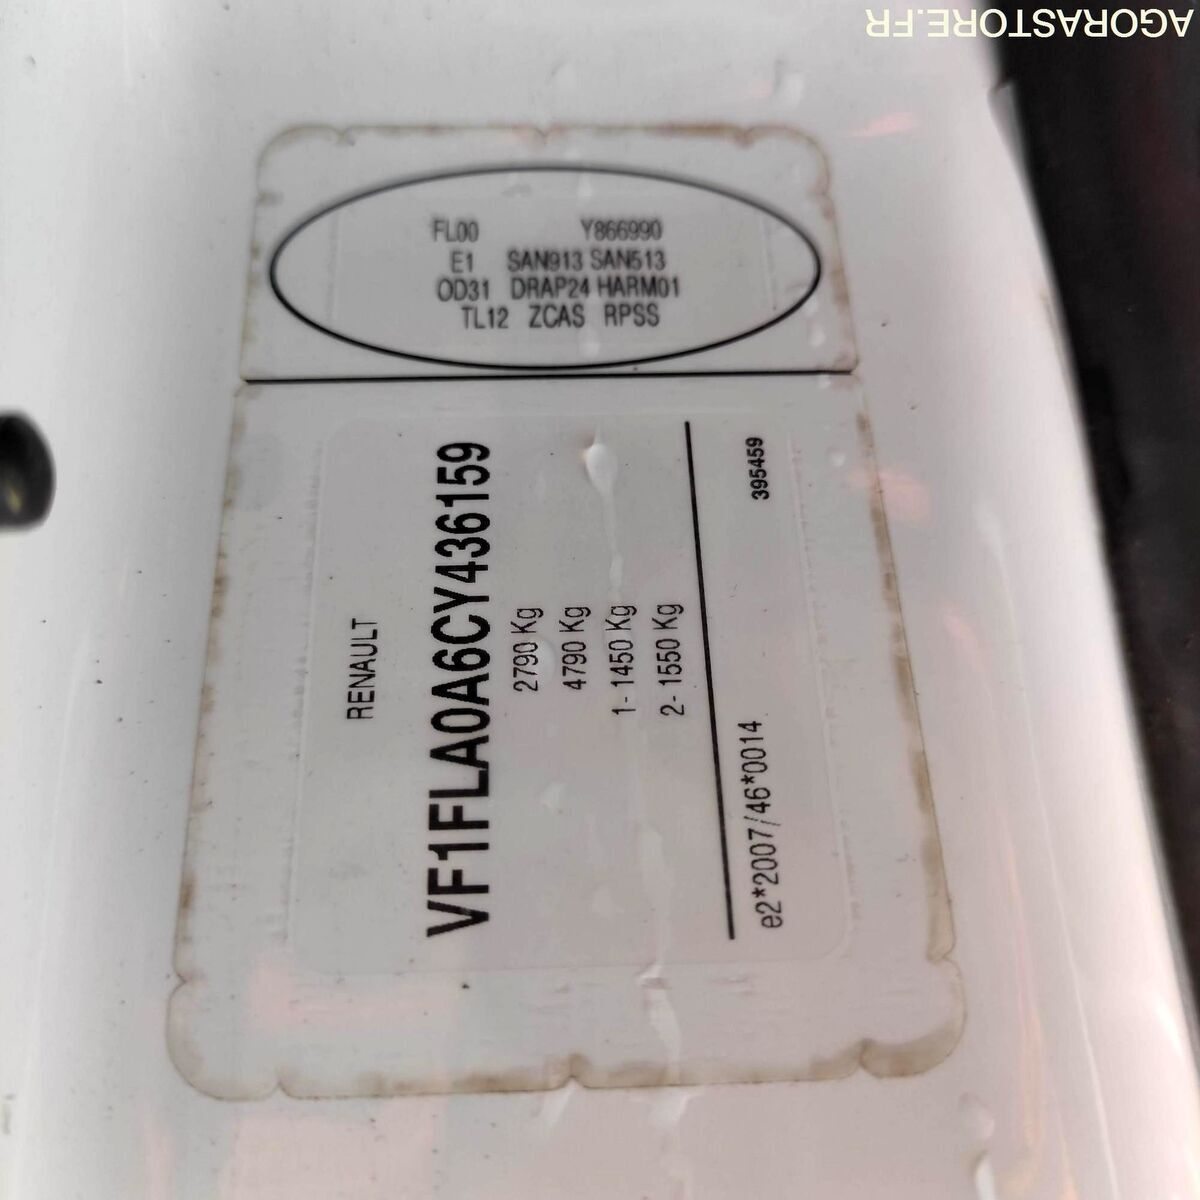 AGORASTORE.FR
FL00 Y866990
E1 SAN913 SAN513
OD31 DRAP24 HARM01
TL12 ZCAS RPSS
RENAULT
VF1FLA0A6CY436159
2790 Kg
4790 Kg
1- 1450 Kg
2- 1550 Kg
e2*2007/46*0014 395459